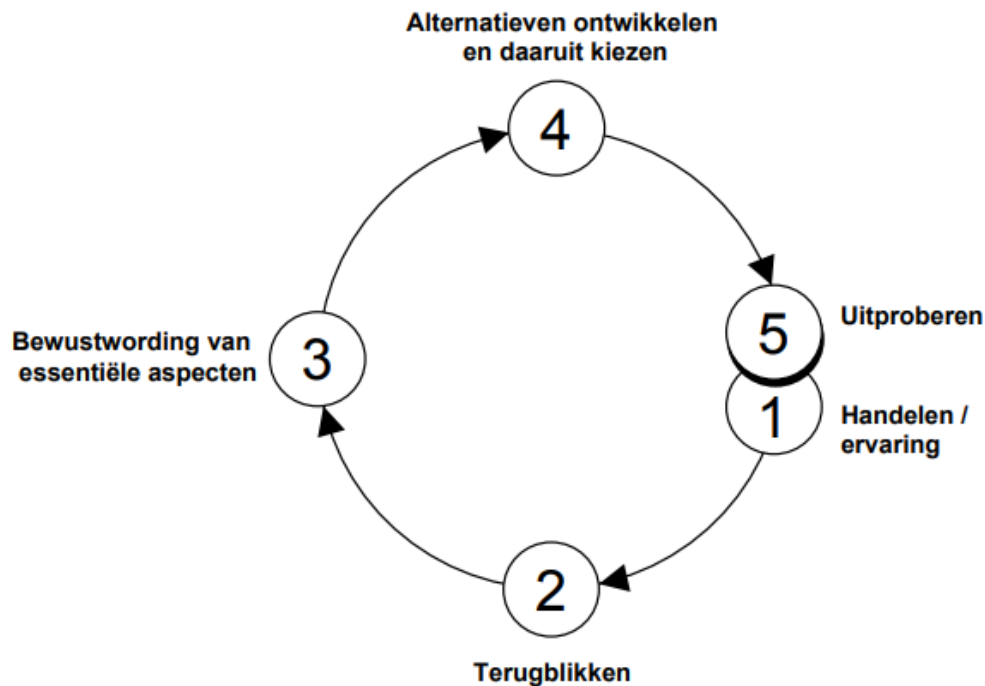 Alternatieven ontwikkelen
en daaruit kiezen
4
5
Uitproberen
Bewustwording van
essentiële aspecten
3
1
Handelen /
ervaring
2
Terugblikken